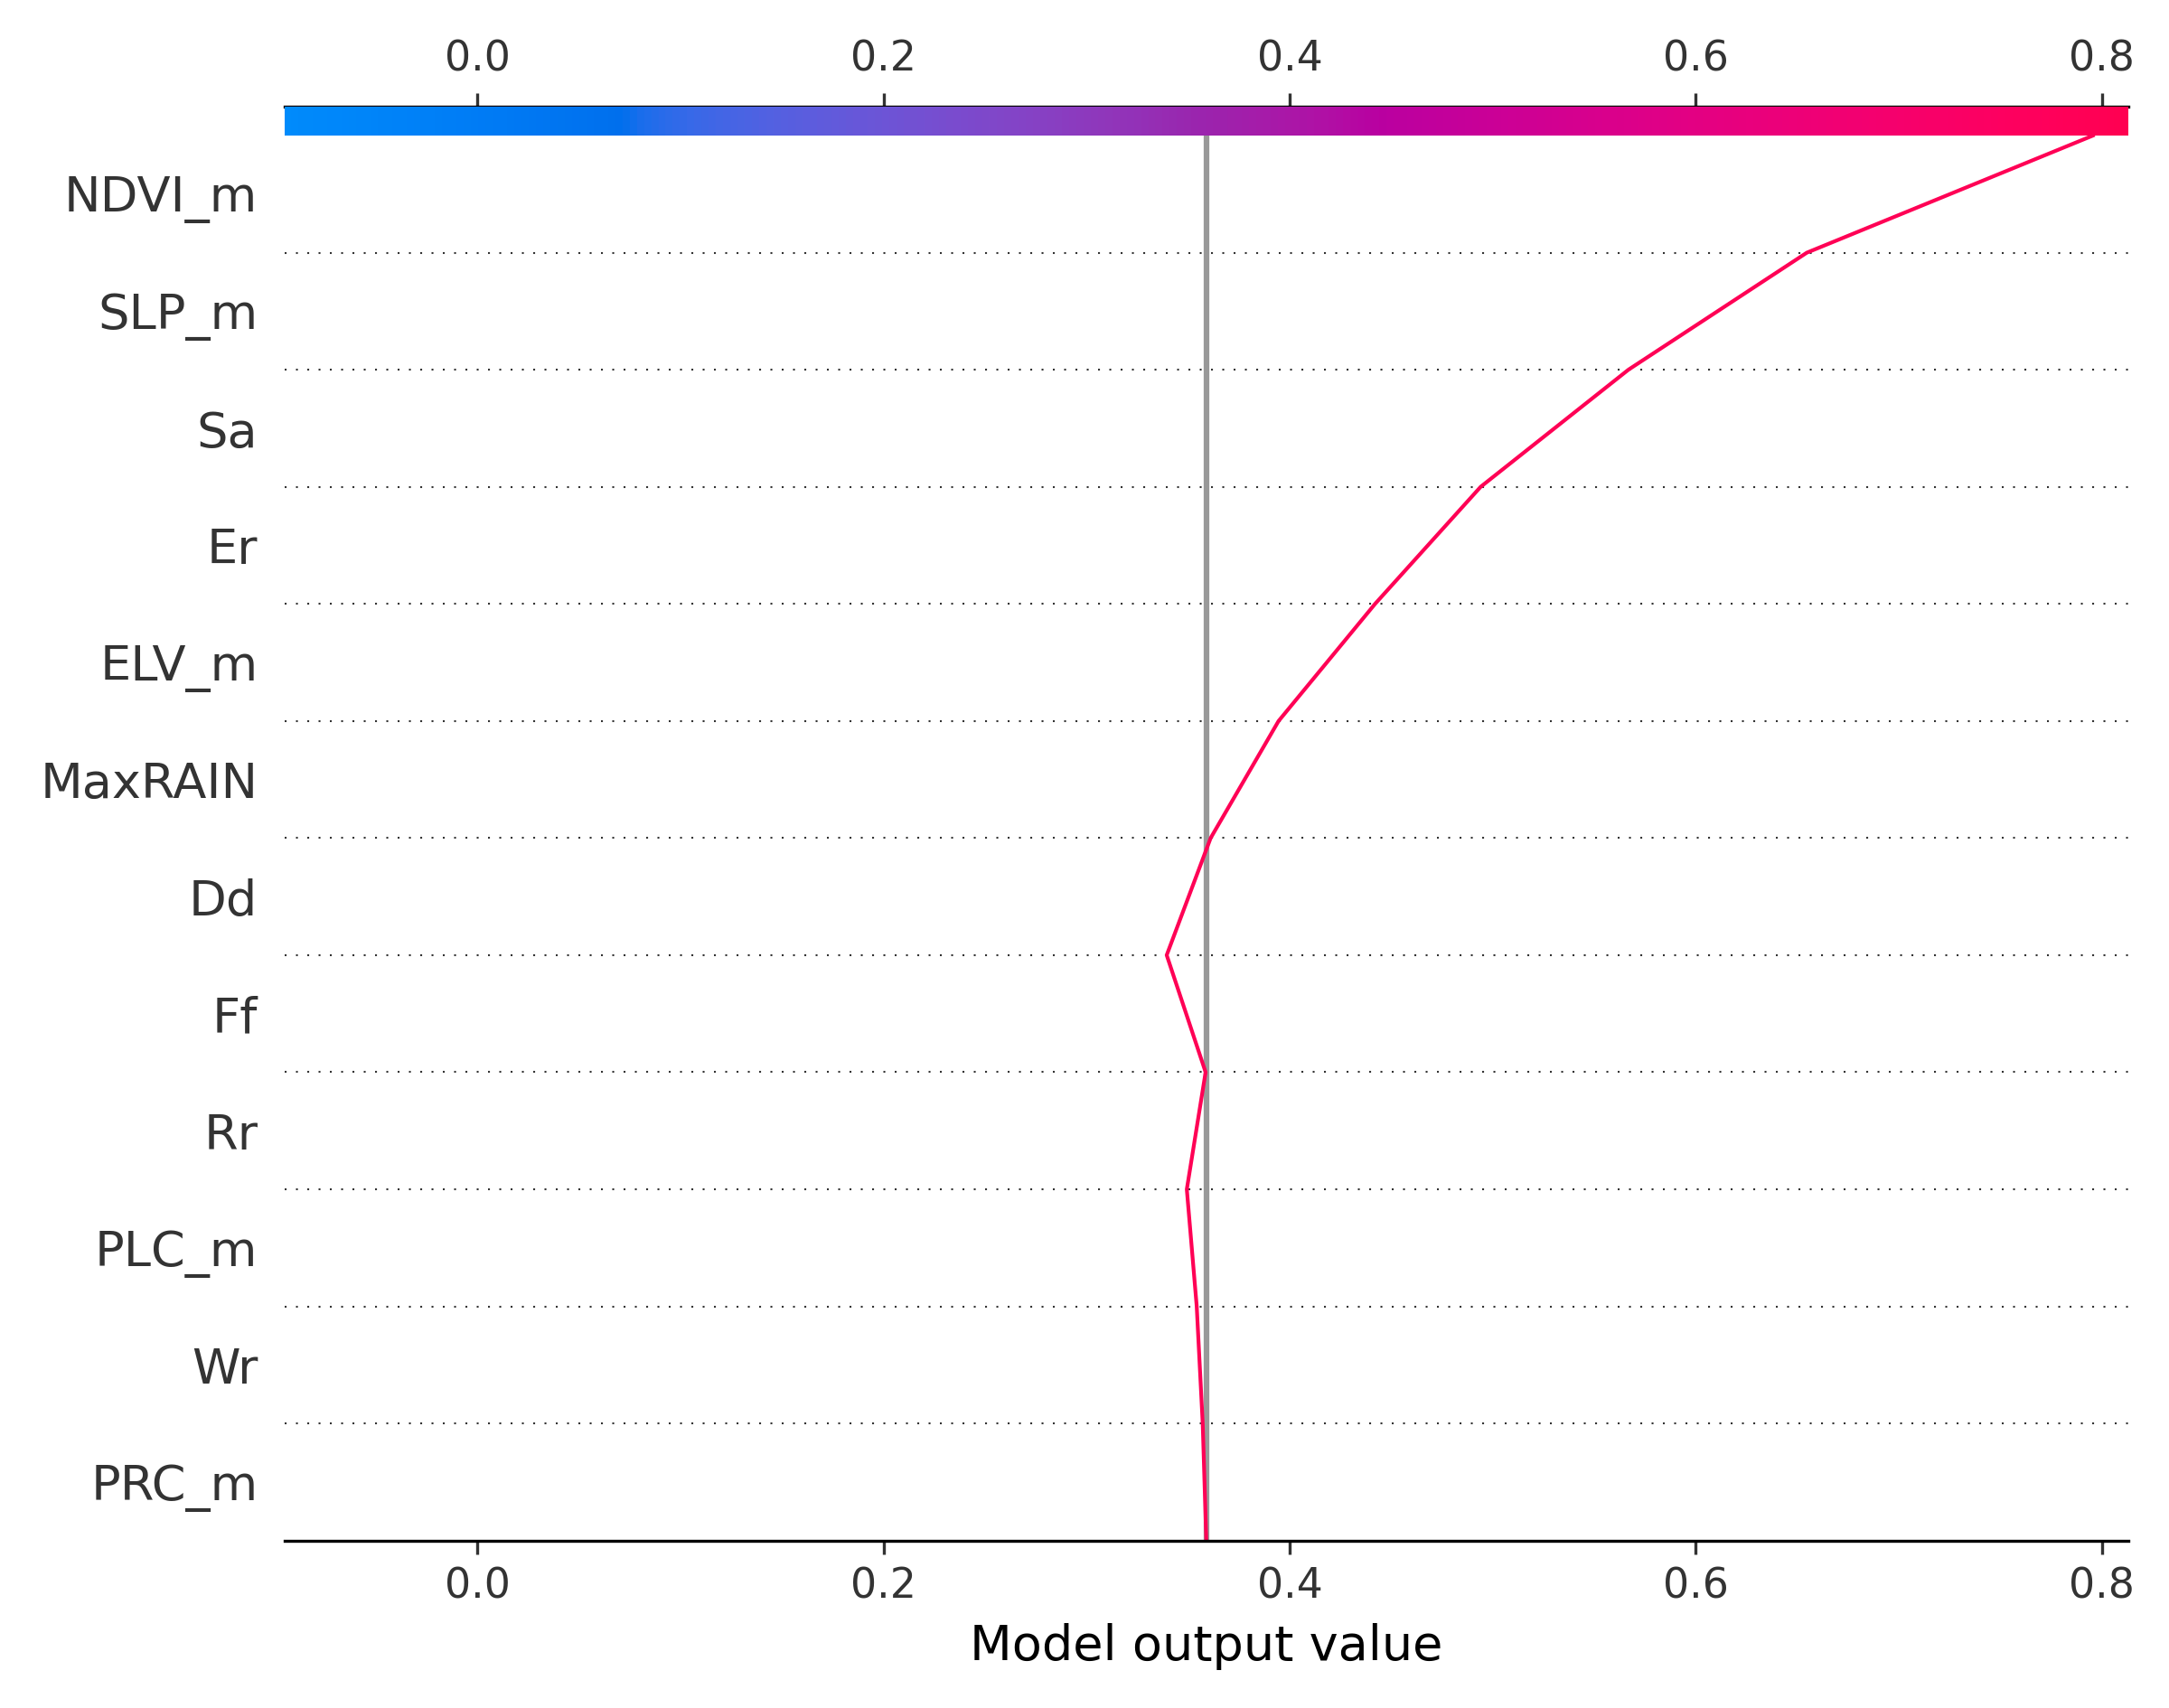 0.0 0.2 0.4 0.6 0.8
NDVI_m
SLP_m
Sa
Er
ELV_m
MaxRAIN
Dd
Ff
Rr
PLC_m
Wr
PRC_m
0.0 0.2 0.4 0.6 0.8
Model output value